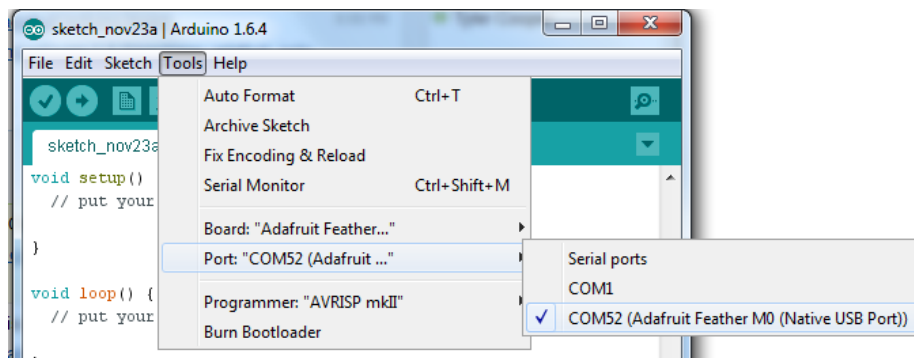 sketch_nov23a | Arduino 1.6.4
File Edit Sketch Tools Help
Auto Format Ctrl+T
Archive Sketch
Fix Encoding & Reload
Serial Monitor Ctrl+Shift+M
Board: "Adafruit Feather..."
Port: "COM52 (Adafruit ..."
Programmer: "AVRISP mkII"
Burn Bootloader
Serial ports
COM1
COM52 (Adafruit Feather M0 (Native USB Port))
sketch_nov23a
void setup()
// put your
}
void loop() {
// put your